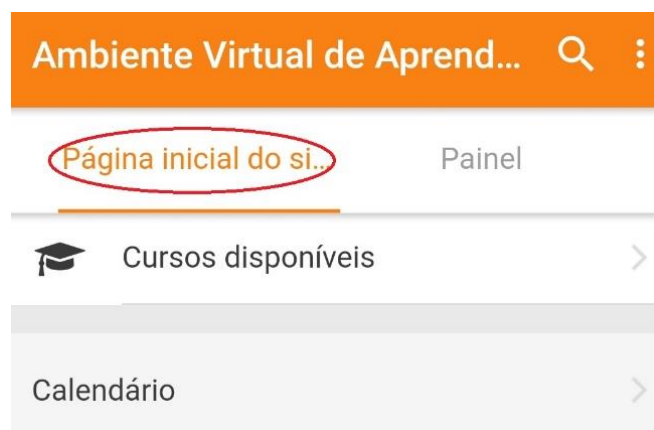 Ambiente Virtual de Aprend...
Página inicial do si...
Painel
Cursos disponíveis
Calendário